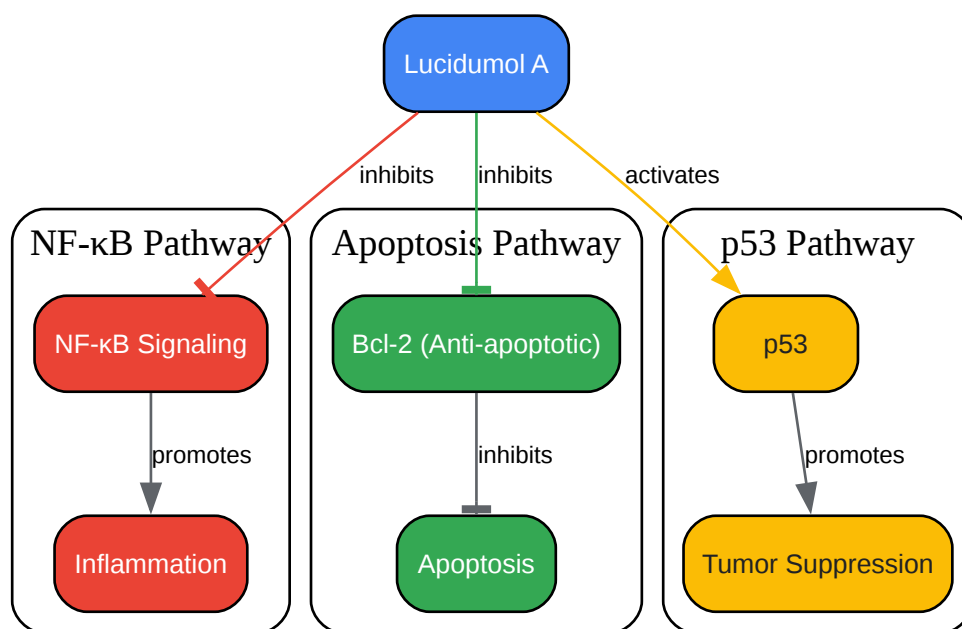 Lucidumol A
inhibits
inhibits
activates
NF-κB Pathway
Apoptosis Pathway
p53 Pathway
NF-κB Signaling
Bcl-2 (Anti-apoptotic)
p53
promotes
inhibits
promotes
Inflammation
Apoptosis
Tumor Suppression